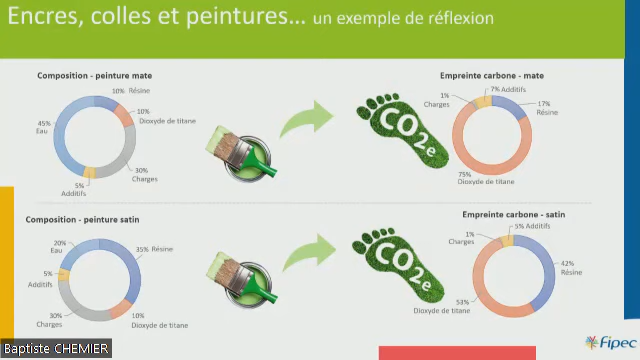 Encres, colles et peintures... un exemple de réflexion
Composition - peinture mate
10% Résine
10%
Dioxyde de titane
30%
Charges
5%
Additifs
45%
Eau
CO2e
Empreinte carbone - mate
7% Additifs
1%
Charges
17%
Résine
75%
Dioxyde de titane
Composition - peinture satin
20%
Eau
35% Résine
5%
Additifs
30%
Charges
10%
Dioxyde de titane
CO2e
Empreinte carbone - satin
5% Additifs
1%
Charges
42%
Résine
53%
Dioxyde de titane
Baptiste CHEMIER
Fipec